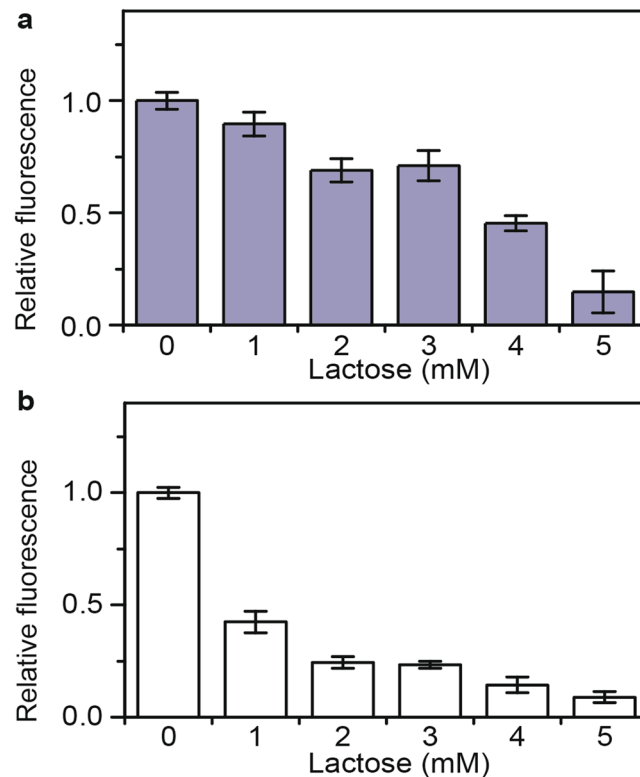 a
Relative fluorescence
1.0
0.5
0.0
0 1 2 3 4 5
Lactose (mM)
b
Relative fluorescence
1.0
0.5
0.0
0 1 2 3 4 5
Lactose (mM)